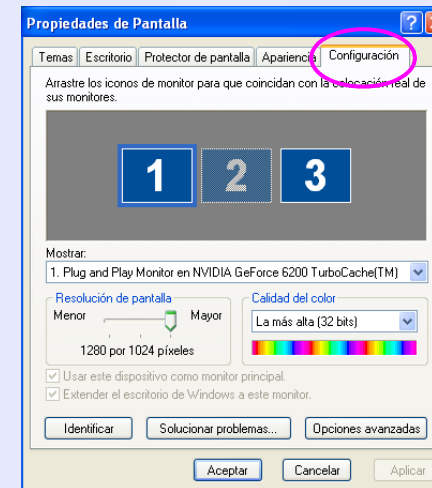 Propiedades de Pantalla
Temas Escritorio Protector de pantalla Apariencia Configuración
Arrastre los iconos de monitor para que coincidan con la colocación real de
sus monitores.
1 2 3
Mostrar:
1. Plug and Play Monitor en NVIDIA GeForce 6200 TurboCache(TM)
Resolución de pantalla
Menor Mayor
1280 por 1024 píxeles
Calidad del color
La más alta (32 bits)
Usar este dispositivo como monitor principal.
Extender el escritorio de Windows a este monitor.
Identificar Solucionar problemas... Opciones avanzadas
Aceptar Cancelar Aplicar